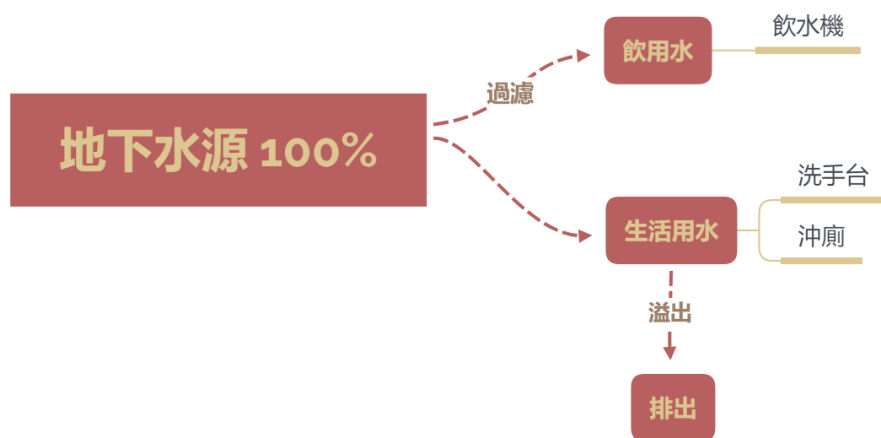 飲水機
飲用水
過濾
地下水源 100%
洗手台
生活用水
沖廁
溢出
排出